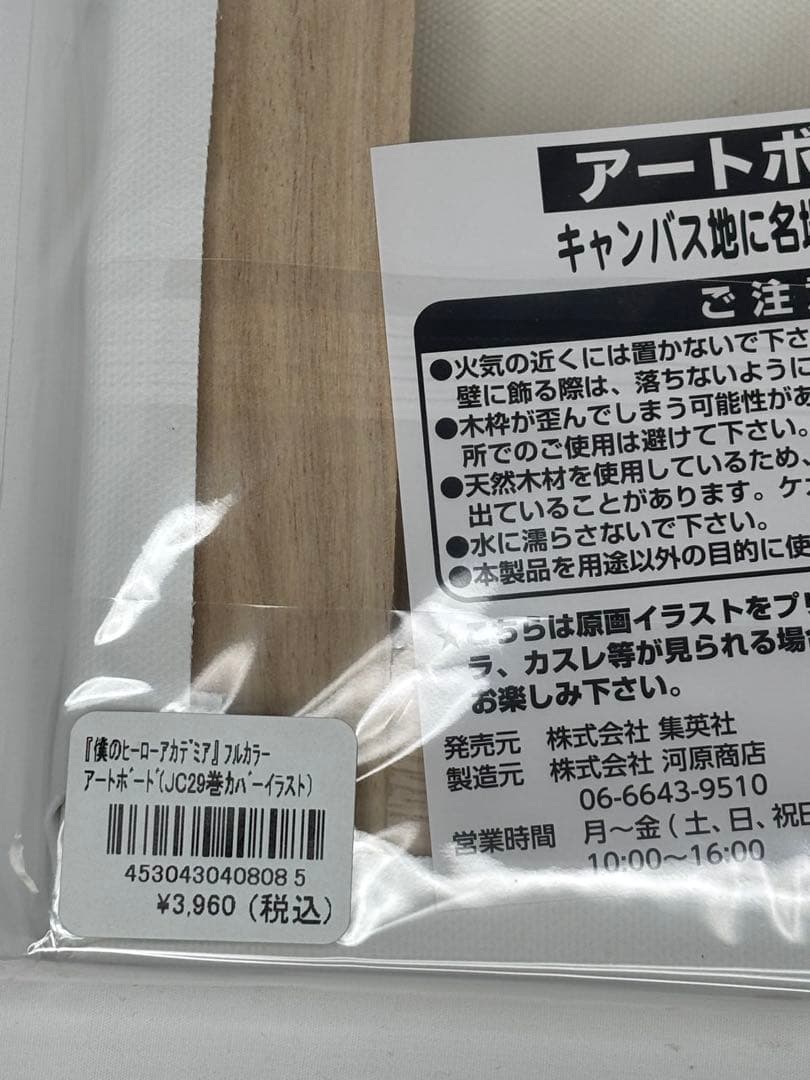 アートボ
キャンバス地に名場
ご注
●火気の近くには置かないで下さ
壁に飾る際は、落ちないように
●木枠が歪んでしまう可能性があ
所でのご使用は避けて下さい。
●天然木材を使用しているため、
出ていることがあります。ケ
●水に濡らさないで下さい。
●本製品を用途以外の目的に使
こちらは原画イラストをプリ
ラ、カスレ等が見られる場合
お楽しみ下さい。
発売元 株式会社 集英社
製造元 株式会社 河原商店
06-6643-9510
営業時間 月～金(土、日、祝日
10:00～16:00
『僕のﾋｰﾛｰｱｶﾃﾞﾐｱ』ﾌﾙｶﾗｰ
ｱｰﾄﾎﾞｰﾄﾞ(JC29巻ｶﾊﾞｰｲﾗｽﾄ)
453043040808 5
¥3,960 (税込)